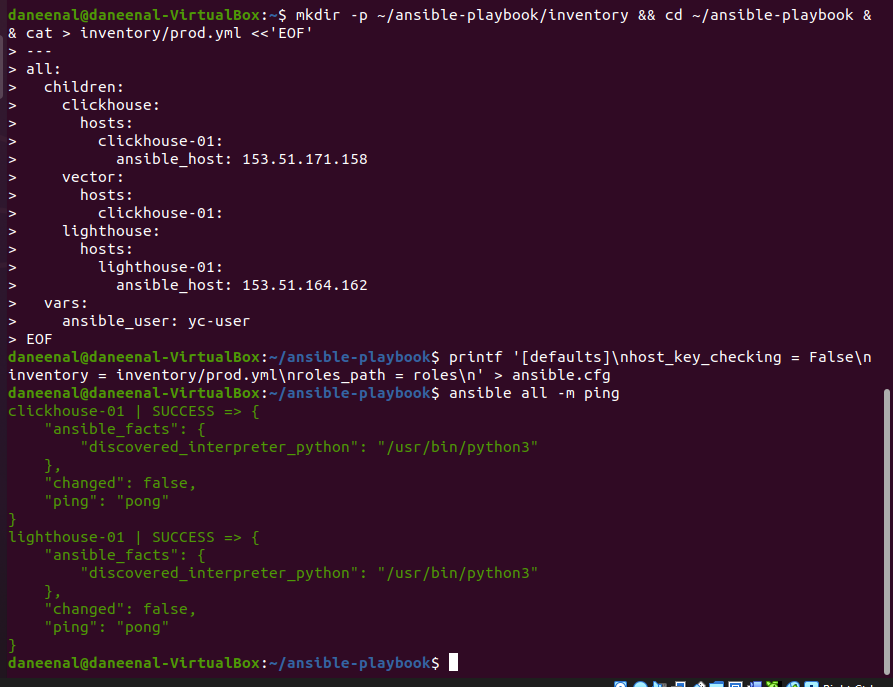 daneenal@daneenal-VirtualBox:~$ mkdir -p ~/ansible-playbook/inventory && cd ~/ansible-playbook &
& cat > inventory/prod.yml <<'EOF'
> ---
> all:
>   children:
>     clickhouse:
>       hosts:
>         clickhouse-01:
>           ansible_host: 153.51.171.158
>     vector:
>       hosts:
>         clickhouse-01:
>     lighthouse:
>       hosts:
>         lighthouse-01:
>           ansible_host: 153.51.164.162
>   vars:
>     ansible_user: yc-user
> EOF
daneenal@daneenal-VirtualBox:~/ansible-playbook$ printf '[defaults]\nhost_key_checking = False\n
inventory = inventory/prod.yml\nroles_path = roles\n' > ansible.cfg
daneenal@daneenal-VirtualBox:~/ansible-playbook$ ansible all -m ping
clickhouse-01 | SUCCESS => {
    "ansible_facts": {
        "discovered_interpreter_python": "/usr/bin/python3"
    },
    "changed": false,
    "ping": "pong"
}
lighthouse-01 | SUCCESS => {
    "ansible_facts": {
        "discovered_interpreter_python": "/usr/bin/python3"
    },
    "changed": false,
    "ping": "pong"
}
daneenal@daneenal-VirtualBox:~/ansible-playbook$